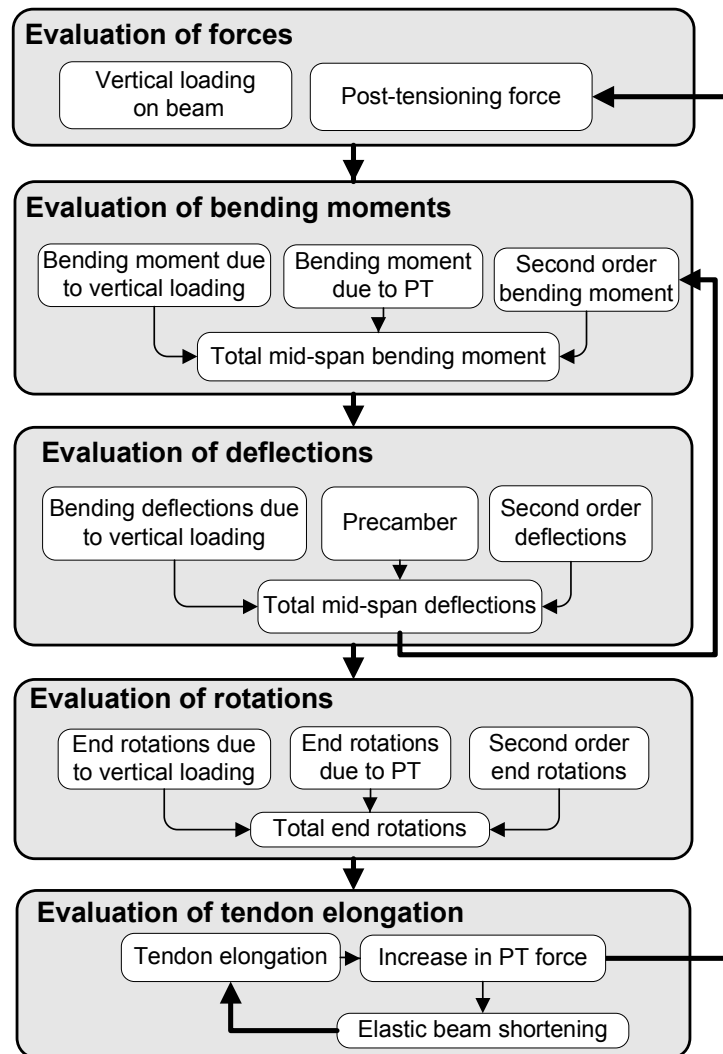 Evaluation of forces
Vertical loading
on beam
Post-tensioning force
Evaluation of bending moments
Bending moment due
to vertical loading
Bending moment
due to PT
Second order
bending moment
Total mid-span bending moment
Evaluation of deflections
Bending deflections due
to vertical loading
Precamber
Second order
deflections
Total mid-span deflections
Evaluation of rotations
End rotations due
to vertical loading
End rotations
due to PT
Second order
end rotations
Total end rotations
Evaluation of tendon elongation
Tendon elongation
Increase in PT force
Elastic beam shortening